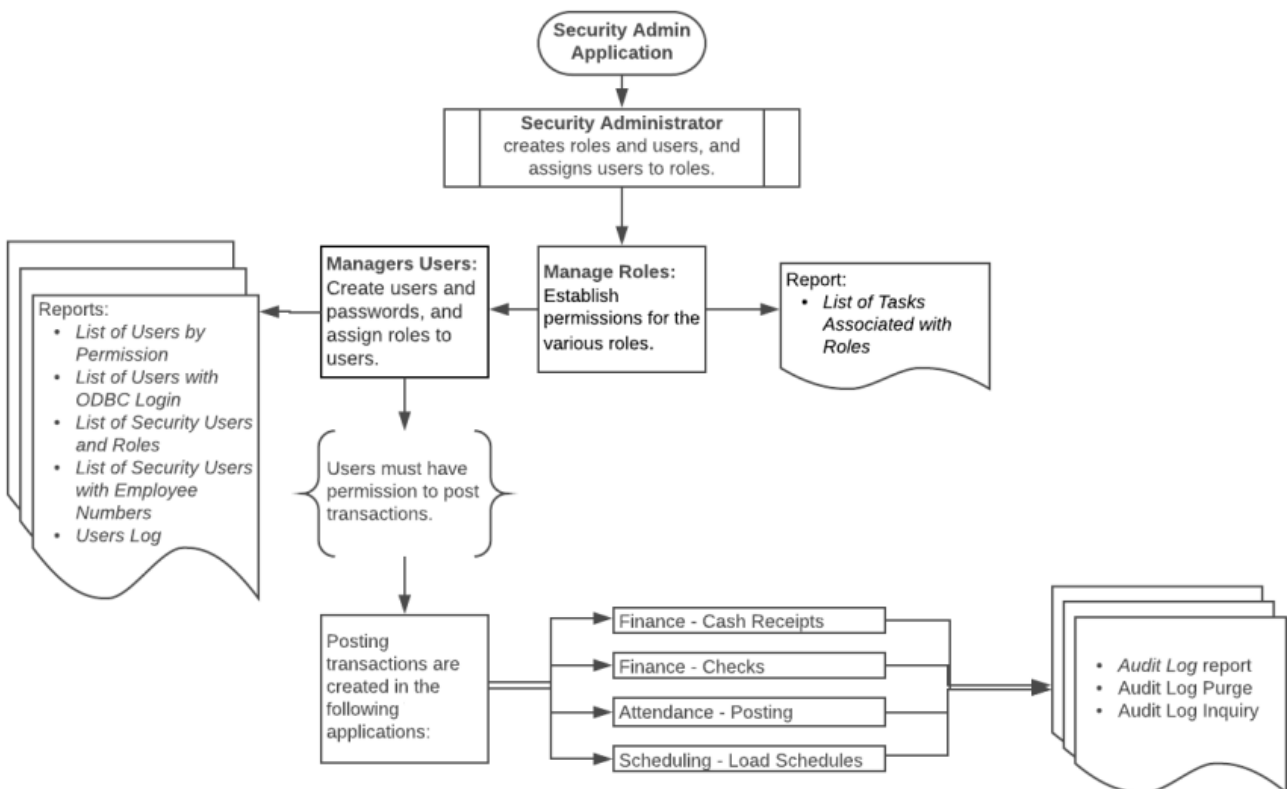 Security Admin
Application
Security Administrator
creates roles and users, and
assigns users to roles.
Managers Users:
Create users and
passwords, and
assign roles to
users.
Manage Roles:
Establish
permissions for the
various roles.
Report:
• List of Tasks
Associated with
Roles
Reports:
• List of Users by
Permission
• List of Users with
ODBC Login
• List of Security Users
and Roles
• List of Security Users
with Employee
Numbers
• Users Log
Users must have
permission to post
transactions.
Posting
transactions are
created in the
following
applications:
Finance - Cash Receipts
Finance - Checks
Attendance - Posting
Scheduling - Load Schedules
• Audit Log report
• Audit Log Purge
• Audit Log Inquiry